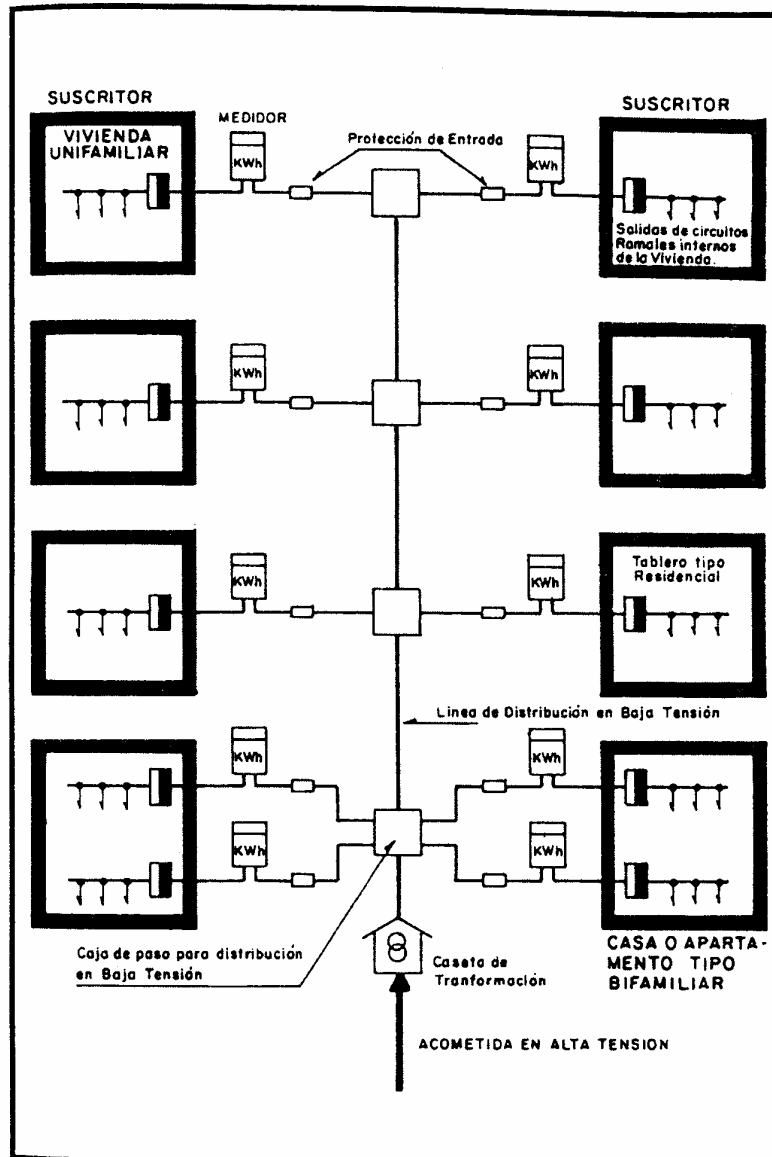 SUSCRITOR
SUSCRITOR
MEDIDOR
VIVIENDA
UNIFAMILIAR
Protección de Entrada
KWh
KWh
Salidas de circuitos
Ramales internos
de la Vivienda.
KWh
KWh
Tablero tipo
Residencial
KWh
KWh
Linea de Distribución en Baja Tensión
KWh
KWh
KWh
KWh
Caja de paso para distribución
en Baja Tensión
Caseta de
Tranformación
CASA O APARTA-
MENTO TIPO
BIFAMILIAR
ACOMETIDA EN ALTA TENSION